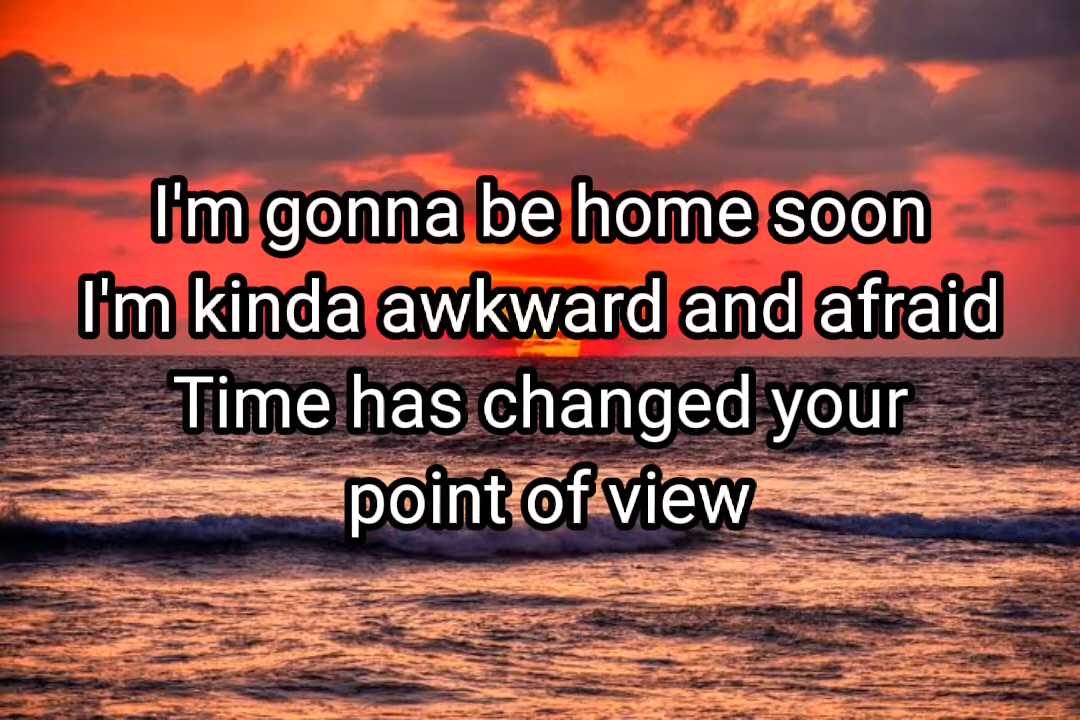 I'm gonna be home soon
I'm kinda awkward and afraid
Time has changed your
point of view